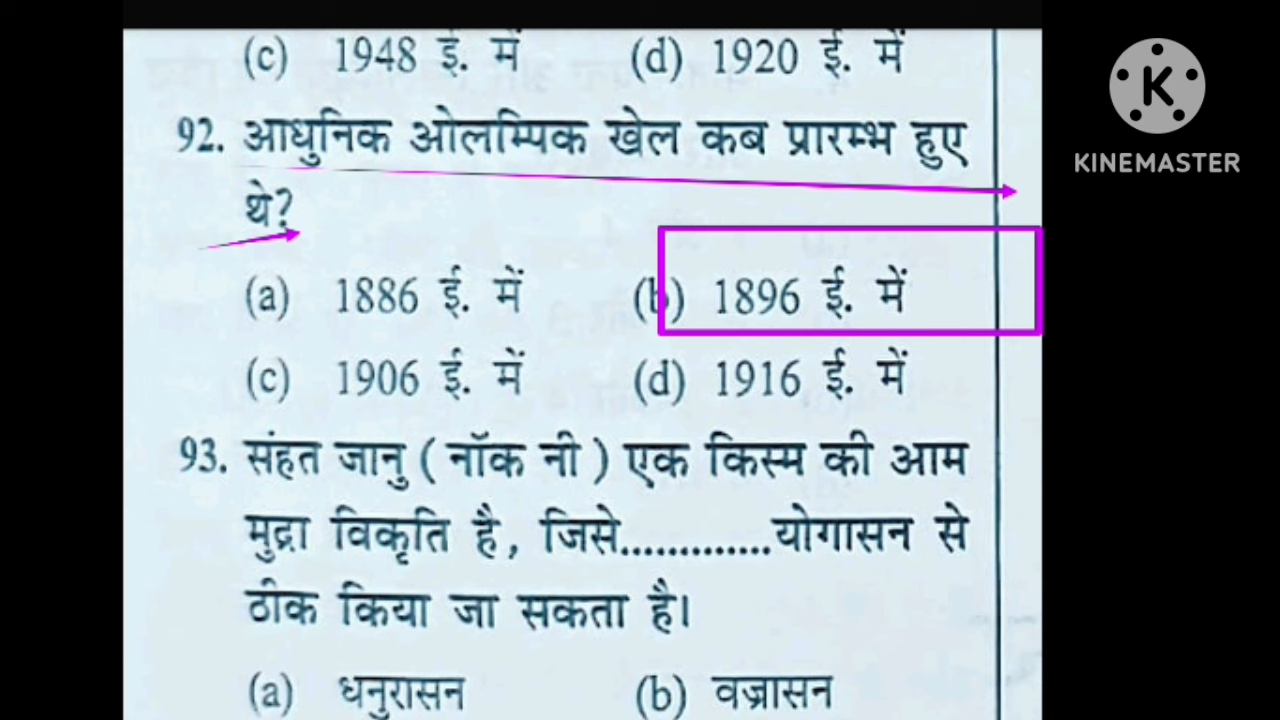 (c) 1948 ई. में (d) 1920 ई. में
92. आधुनिक ओलम्पिक खेल कब प्रारम्भ हुए
थे?
(a) 1886 ई. में (b) 1896 ई. में
(c) 1906 ई. में (d) 1916 ई. में
93. संहत जानु ( नॉक नी ) एक किस्म की आम
मुद्रा विकृति है, जिसे.............योगासन से
ठीक किया जा सकता है।
(a) धनुरासन (b) वज्रासन
KINEMASTER